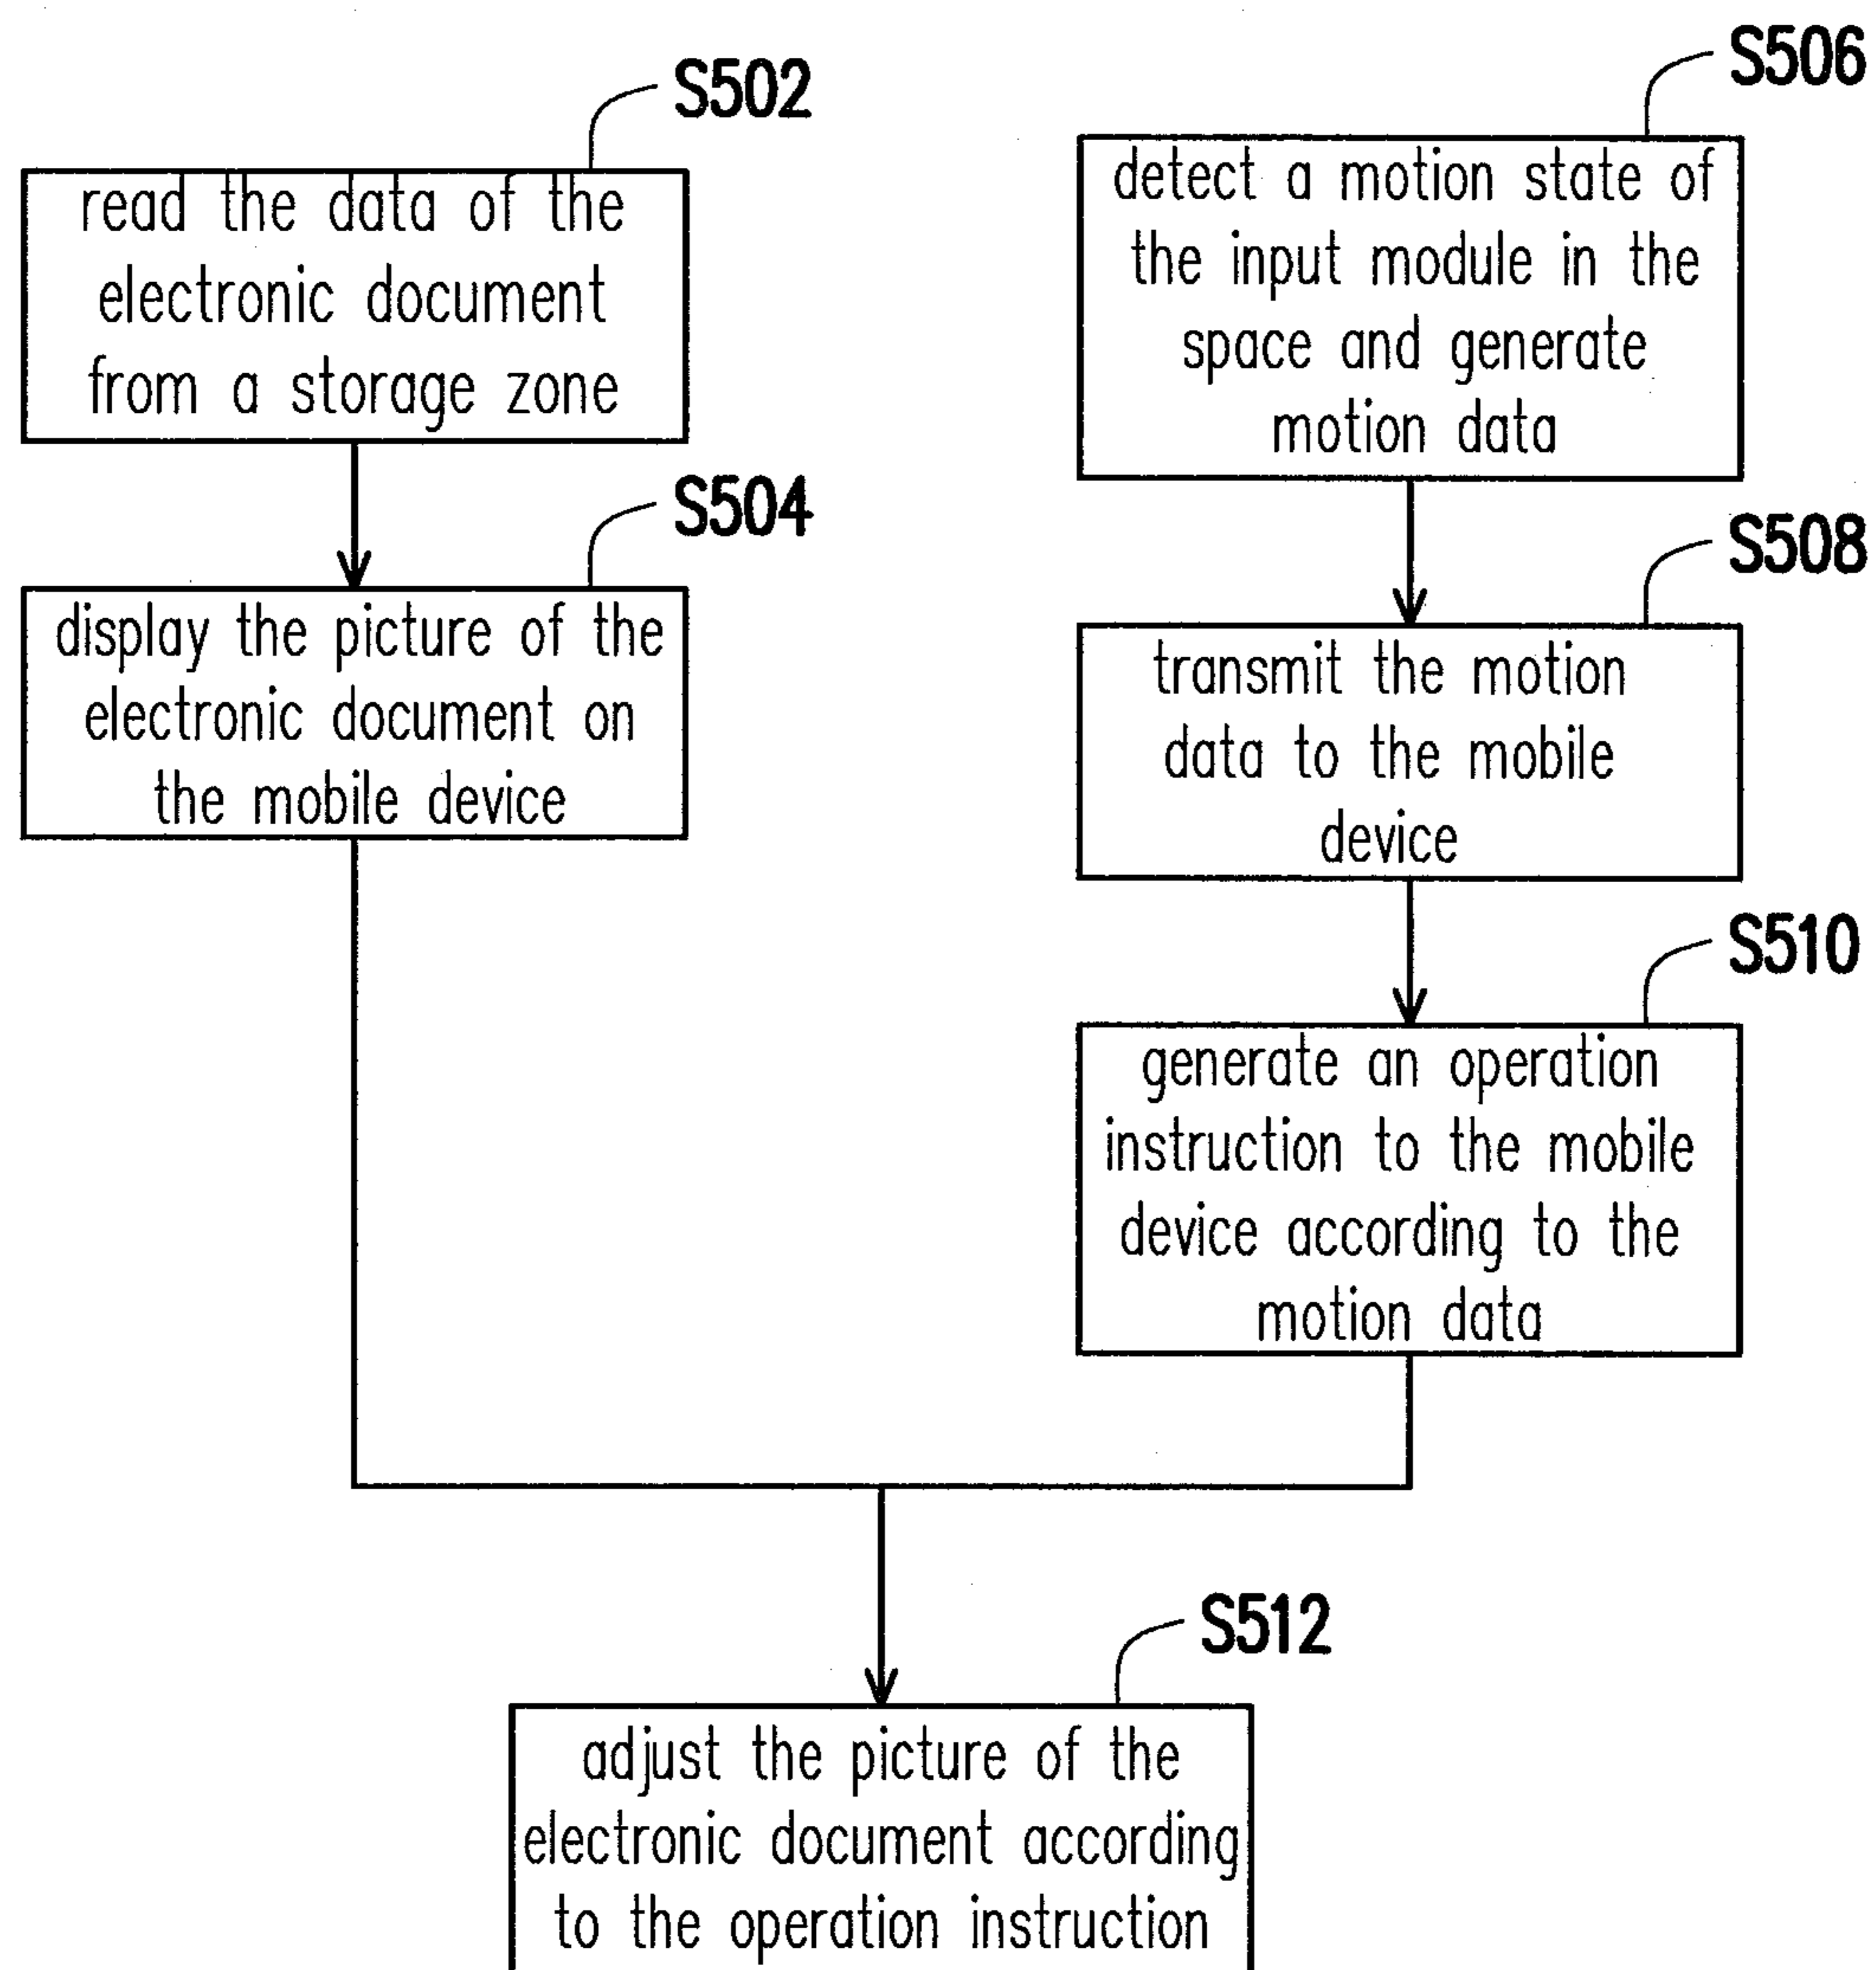 S502
read the data of the
electronic document
from a storage zone
S504
display the picture of the
electronic document on
the mobile device
S506
detect a motion state of
the input module in the
space and generate
motion data
S508
transmit the motion
data to the mobile
device
S510
generate an operation
instruction to the mobile
device according to the
motion data
S512
adjust the picture of the
electronic document according
to the operation instruction